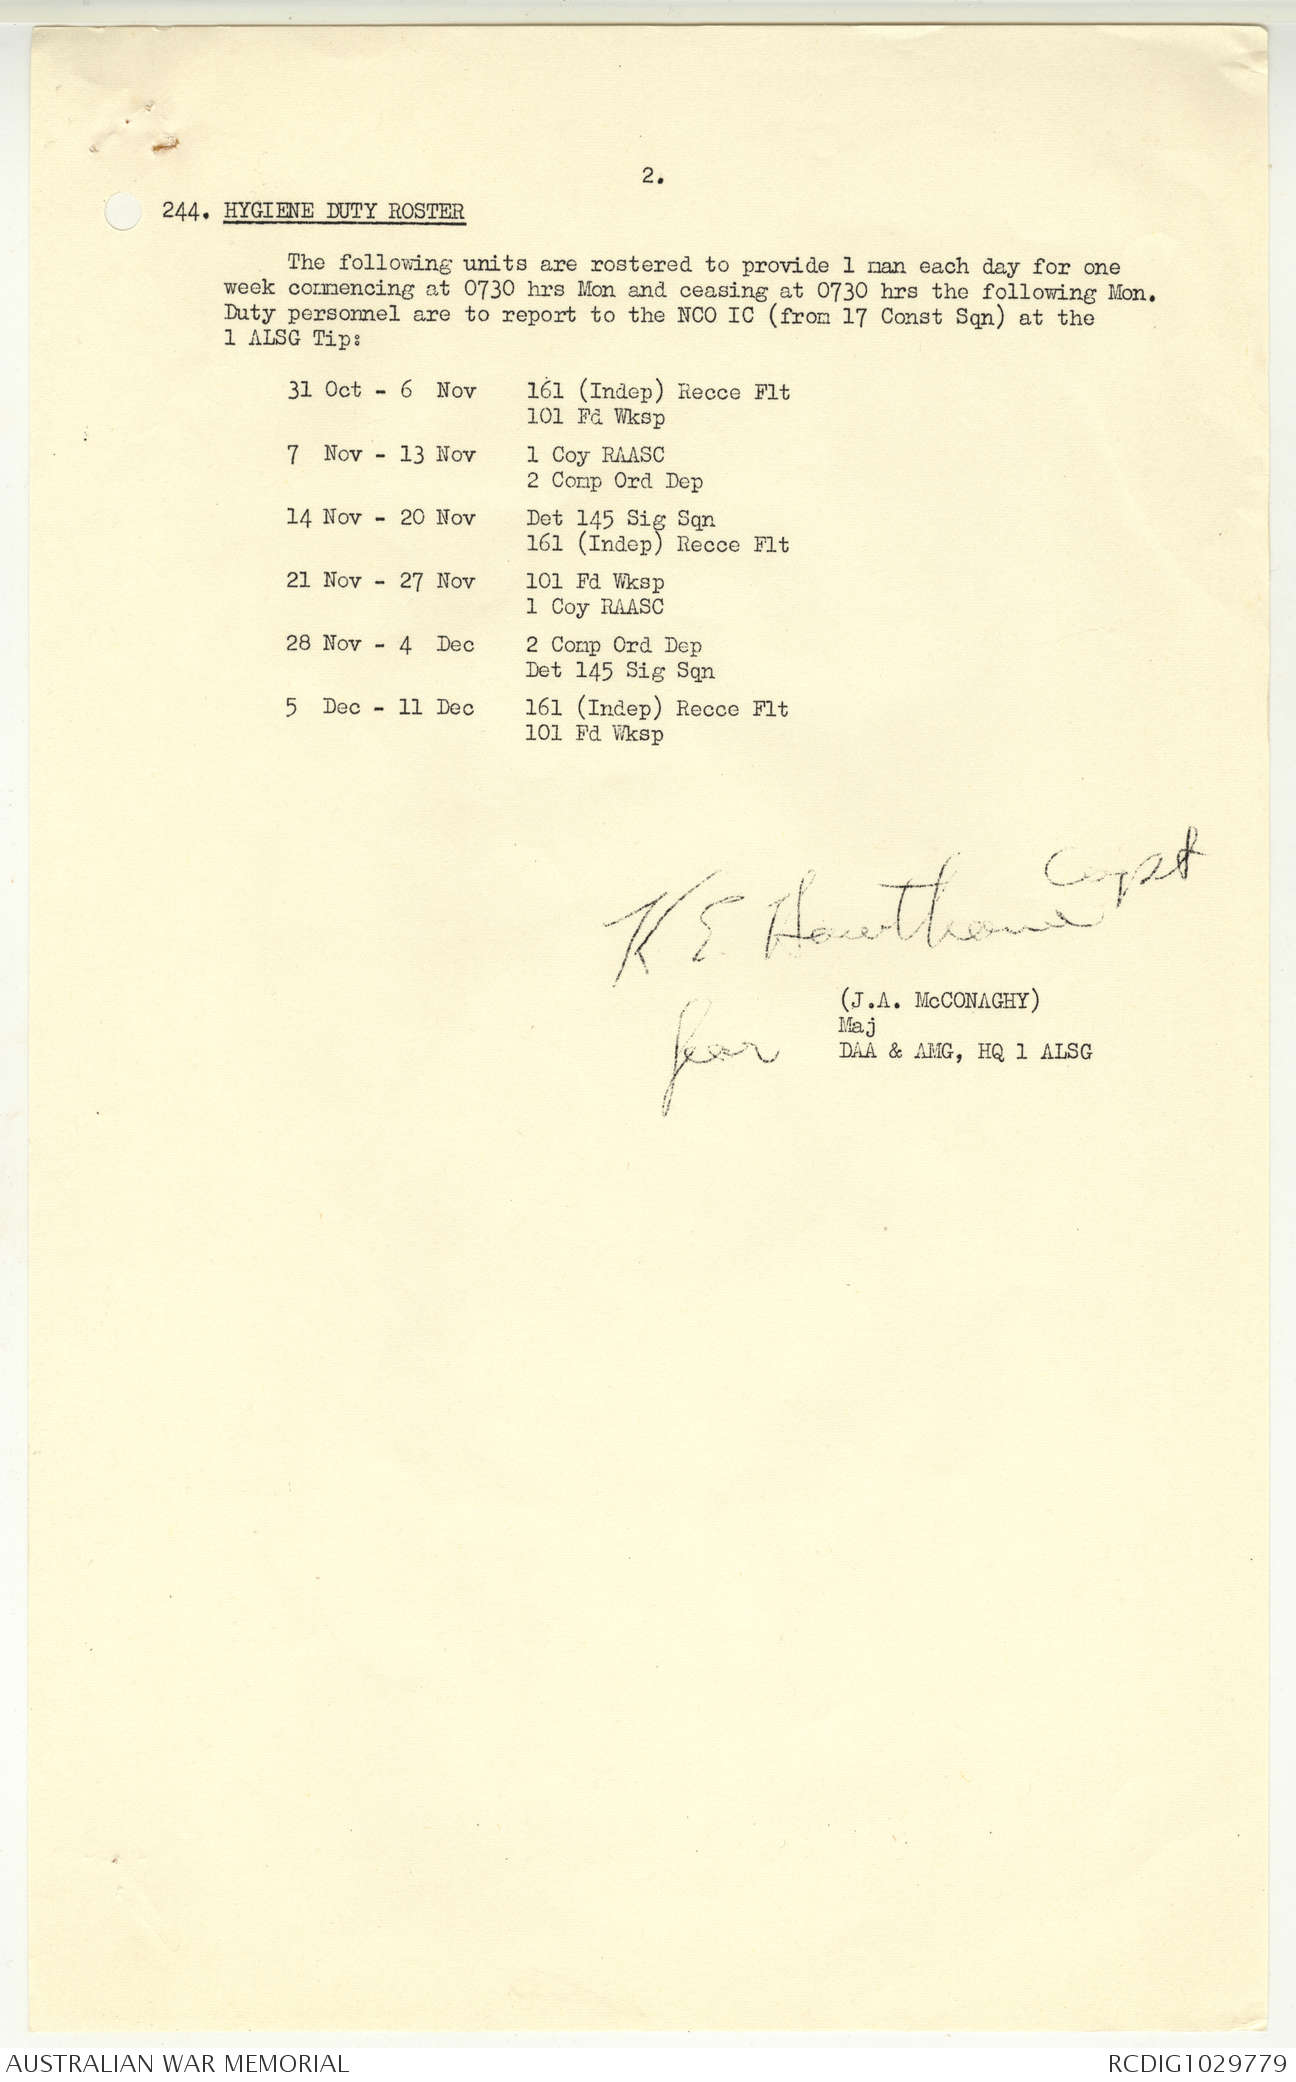 2.
244. HYGIENE DUTY ROSTER
The following units are rostered to provide 1 man each day for one
week commencing at 0730 hrs Mon and ceasing at 0730 hrs the following Mon.
Duty personnel are to report to the NCO IC (from 17 Const Sqn) at the
1 ALSG Tip:
31 Oct - 6 Nov 161 (Indep) Recce Flt
101 Fd Wksp
7 Nov - 13 Nov 1 Coy RAASC
2 Comp Ord Dep
14 Nov - 20 Nov Det 145 Sig Sqn
161 (Indep) Recce Flt
21 Nov - 27 Nov 101 Fd Wksp
1 Coy RAASC
28 Nov - 4 Dec 2 Comp Ord Dep
Det 145 Sig Sqn
5 Dec - 11 Dec 161 (Indep) Recce Flt
101 Fd Wksp
K E Hawthorne Capt
for
(J.A. McCONAGHY)
Maj
DAA & AMG, HQ 1 ALSG
AUSTRALIAN WAR MEMORIAL
RCDIG1029779